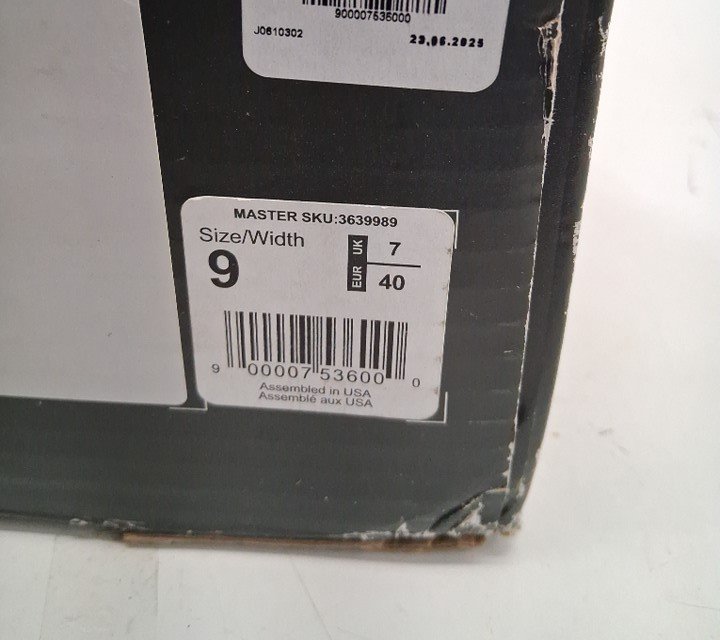 900007536000
J0610302
23.06.2025
MASTER SKU:3639989
Size/Width
9
UK 7
EUR 40
9 00007 53600 0
Assembled in USA
Assemblé aux USA